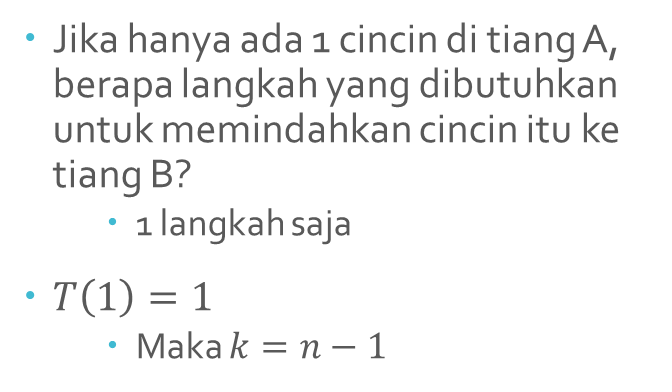 • Jika hanya ada 1 cincin di tiang A,
berapa langkah yang dibutuhkan
untuk memindahkan cincin itu ke
tiang B?
• 1 langkah saja
• T(1) = 1
• Maka k = n − 1